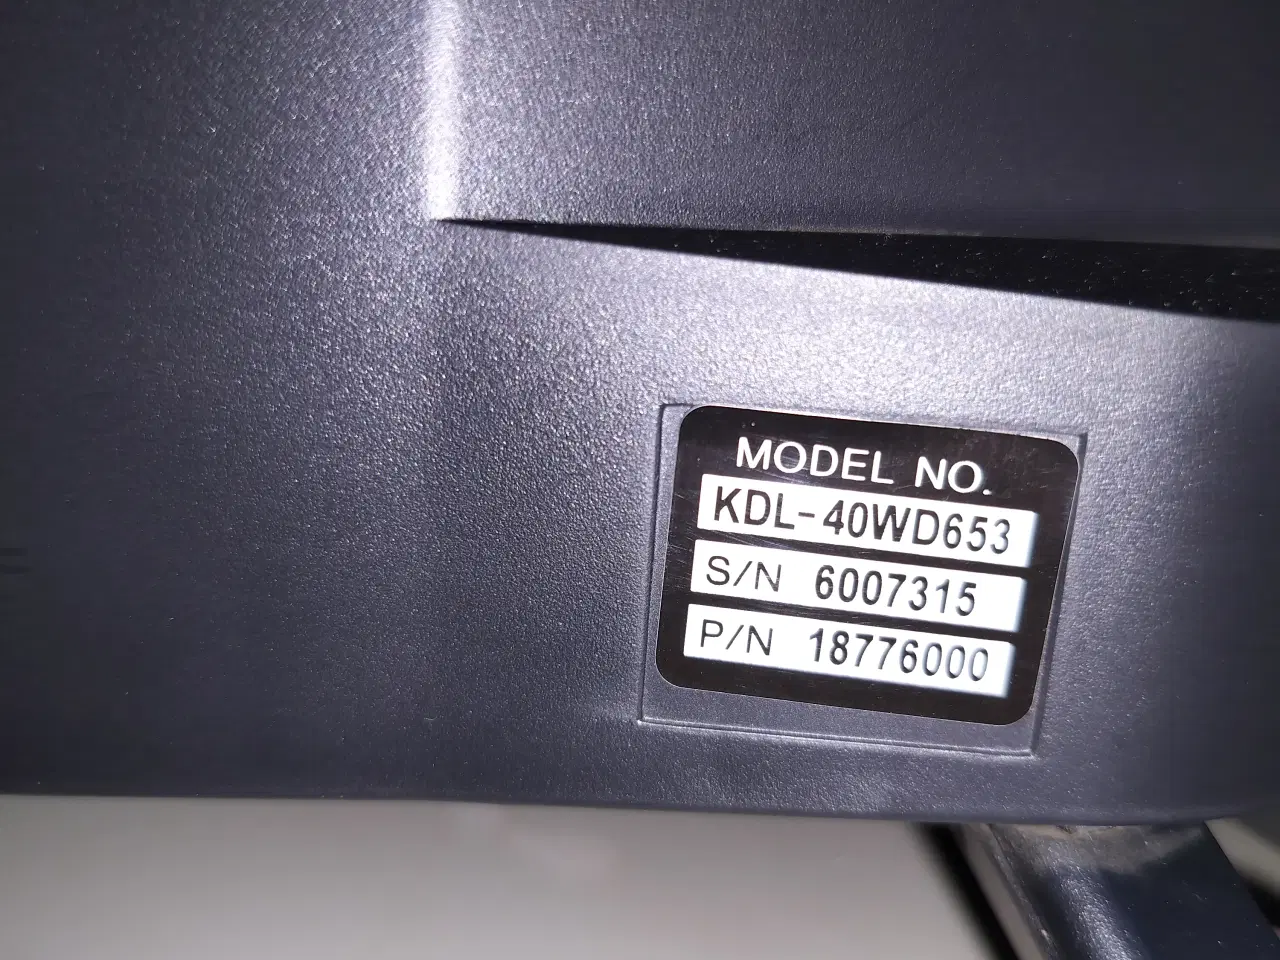 MODEL NO.
KDL-40WD653
S/N 6007315
P/N 18776000